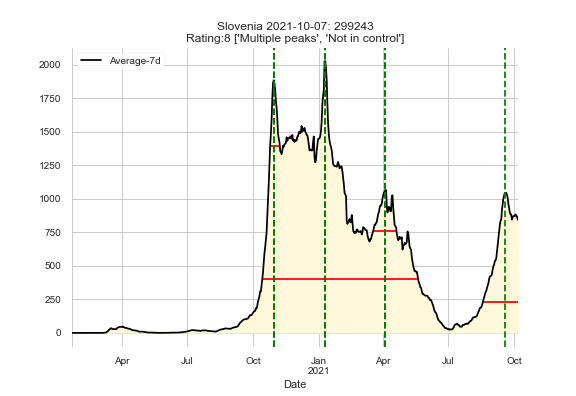 Slovenia 2021-10-07: 299243
Rating:8 ['Multiple peaks', 'Not in control']
Average-7d
2000
1750
1500
1250
1000
750
500
250
0
Apr
Jul
Oct
Jan
2021
Apr
Jul
Oct
Date